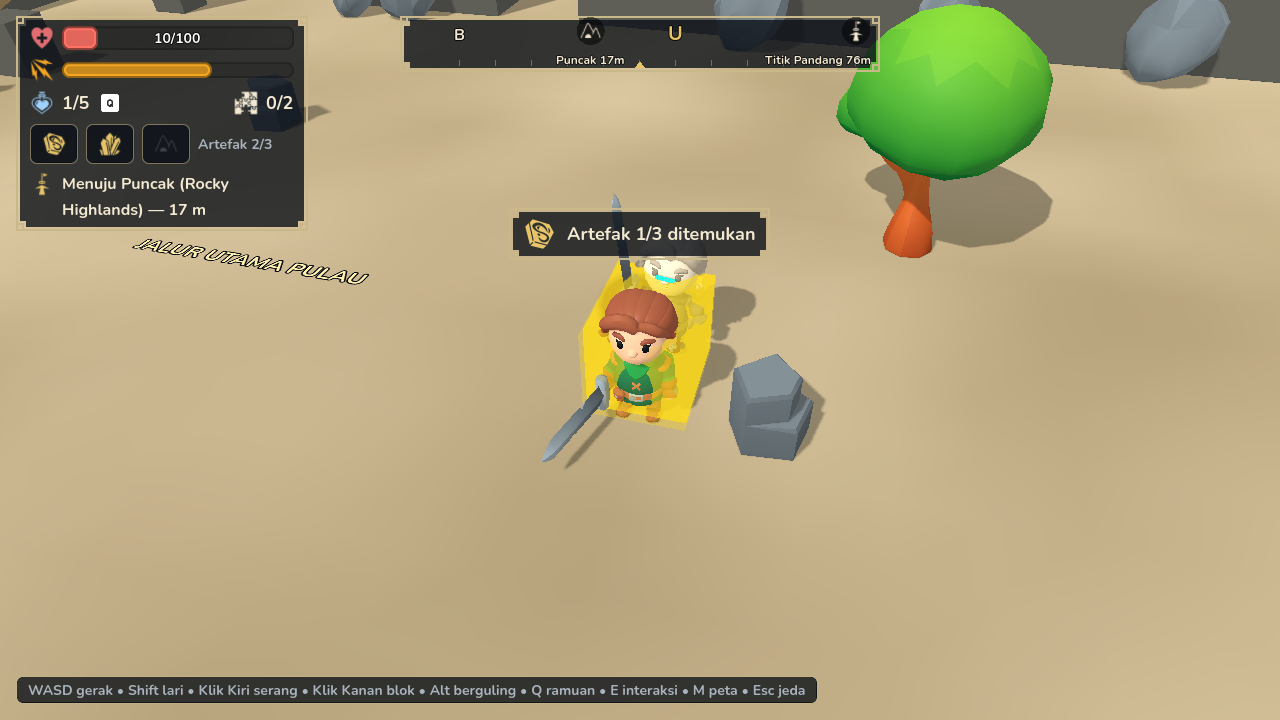 10/100
1/5 Q 0/2
Artefak 2/3
Menuju Puncak (Rocky
Highlands) — 17 m
B U
Puncak 17m Titik Pandang 76m
JALUR UTAMA PULAU
Artefak 1/3 ditemukan
WASD gerak • Shift lari • Klik Kiri serang • Klik Kanan blok • Alt berguling • Q ramuan • E interaksi • M peta • Esc jeda